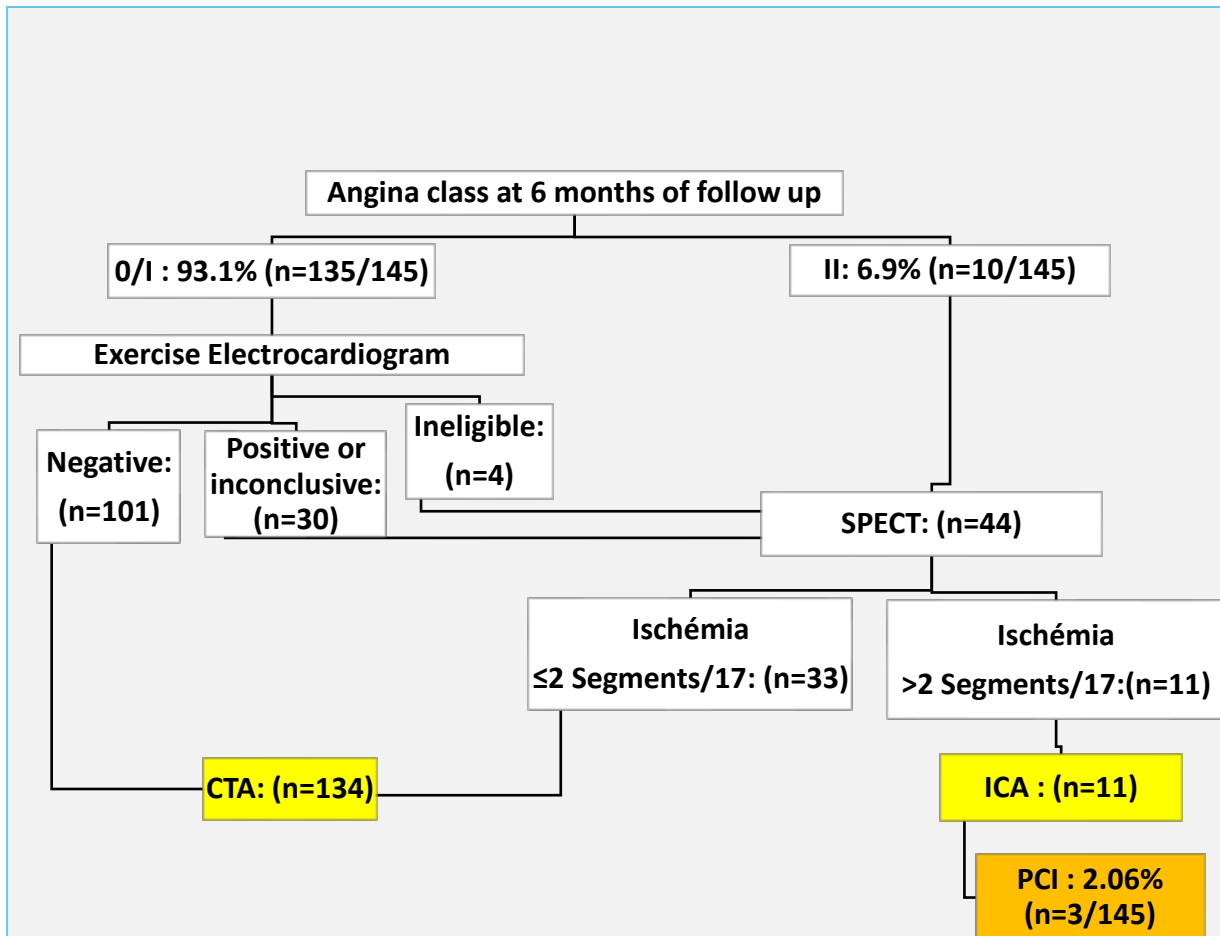 Angina class at 6 months of follow up
0/I : 93.1% (n=135/145)
II: 6.9% (n=10/145)
Exercise Electrocardiogram
Negative:
(n=101)
Positive or
inconclusive:
(n=30)
Ineligible:
(n=4)
SPECT: (n=44)
Ischémia
≤2 Segments/17: (n=33)
Ischémia
>2 Segments/17:(n=11)
CTA: (n=134)
ICA : (n=11)
PCI : 2.06%
(n=3/145)